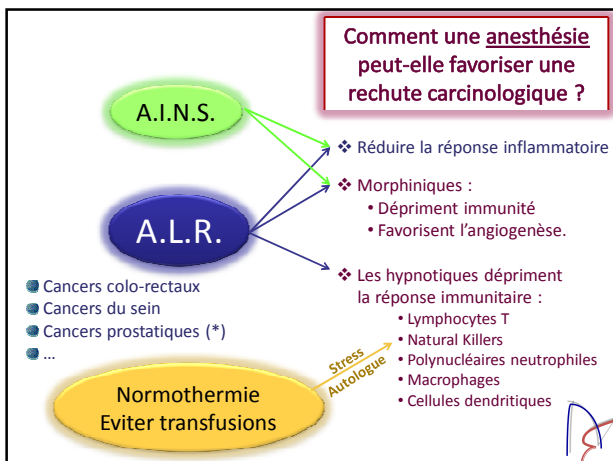 Comment une anesthésie
peut-elle favoriser une
rechute carcinologique ?
A.I.N.S.
❖ Réduire la réponse inflammatoire
❖ Morphiniques :
• Dépriment immunité
• Favorisent l'angiogenèse.
A.L.R.
❖ Les hypnotiques dépriment
la réponse immunitaire :
• Lymphocytes T
• Natural Killers
• Polynucléaires neutrophiles
• Macrophages
• Cellules dendritiques
Cancers colo-rectaux
Cancers du sein
Cancers prostatiques (*)
...
Stress
Autologue
Normothermie
Eviter transfusions